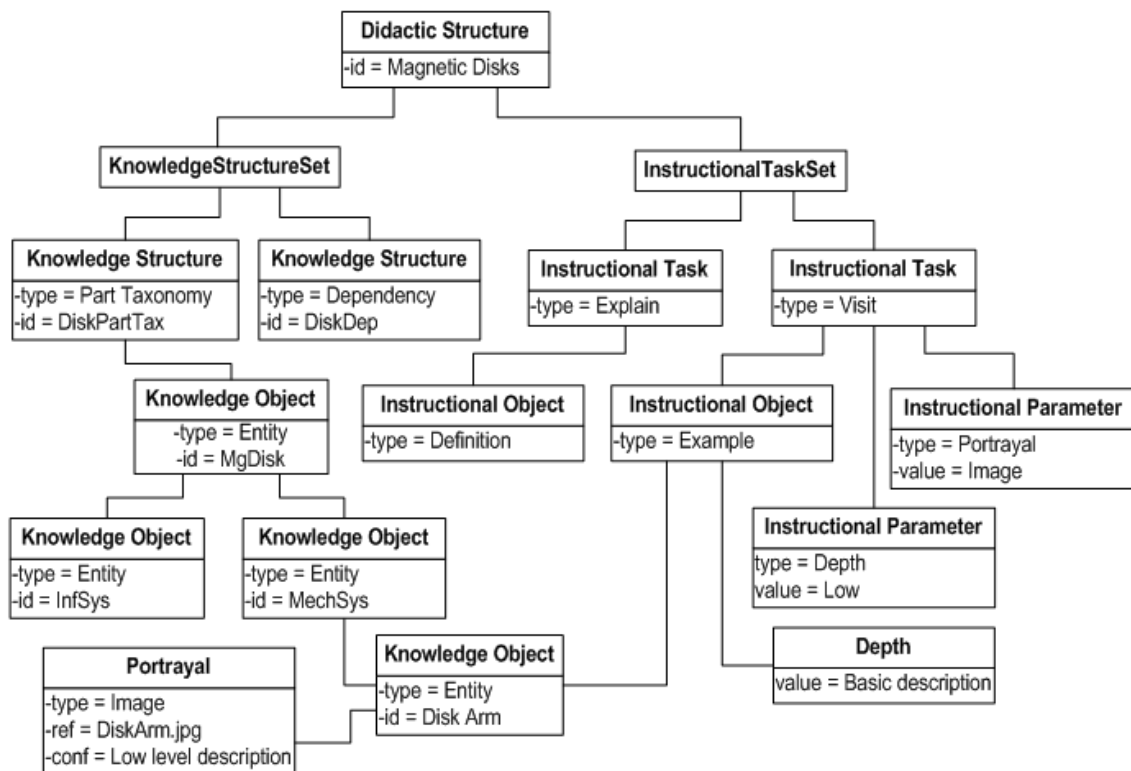 Didactic Structure
-id = Magnetic Disks
KnowledgeStructureSet
InstructionalTaskSet
Knowledge Structure
-type = Part Taxonomy
-id = DiskPartTax
Knowledge Structure
-type = Dependency
-id = DiskDep
Instructional Task
-type = Explain
Instructional Task
-type = Visit
Knowledge Object
-type = Entity
-id = MgDisk
Instructional Object
-type = Definition
Instructional Object
-type = Example
Instructional Parameter
-type = Portrayal
-value = Image
Knowledge Object
-type = Entity
-id = InfSys
Knowledge Object
-type = Entity
-id = MechSys
Instructional Parameter
type = Depth
value = Low
Portrayal
-type = Image
-ref = DiskArm.jpg
-conf = Low level description
Knowledge Object
-type = Entity
-id = Disk Arm
Depth
value = Basic description